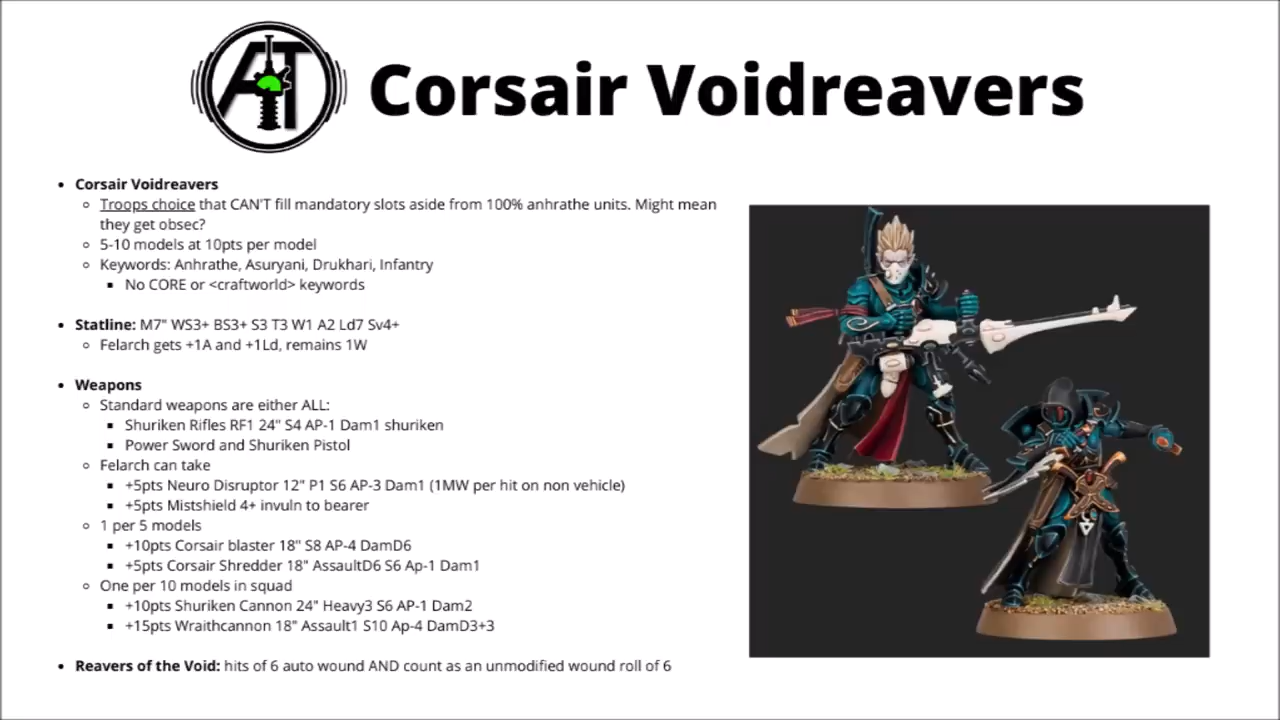 AT
Corsair Voidreavers
• Corsair Voidreavers
◦ Troops choice that CAN'T fill mandatory slots aside from 100% anhrathe units. Might mean
they get obsec?
◦ 5-10 models at 10pts per model
◦ Keywords: Anhrathe, Asuryani, Drukhari, Infantry
▪ No CORE or <craftworld> keywords
• Statline: M7" WS3+ BS3+ S3 T3 W1 A2 Ld7 Sv4+
◦ Felarch gets +1A and +1Ld, remains 1W
• Weapons
◦ Standard weapons are either ALL:
▪ Shuriken Rifles RF1 24" S4 AP-1 Dam1 shuriken
▪ Power Sword and Shuriken Pistol
◦ Felarch can take
▪ +5pts Neuro Disruptor 12" P1 S6 AP-3 Dam1 (1MW per hit on non vehicle)
▪ +5pts Mistshield 4+ invuln to bearer
◦ 1 per 5 models
▪ +10pts Corsair blaster 18" S8 AP-4 DamD6
▪ +5pts Corsair Shredder 18" AssaultD6 S6 Ap-1 Dam1
◦ One per 10 models in squad
▪ +10pts Shuriken Cannon 24" Heavy3 S6 AP-1 Dam2
▪ +15pts Wraithcannon 18" Assault1 S10 Ap-4 DamD3+3
• Reavers of the Void: hits of 6 auto wound AND count as an unmodified wound roll of 6